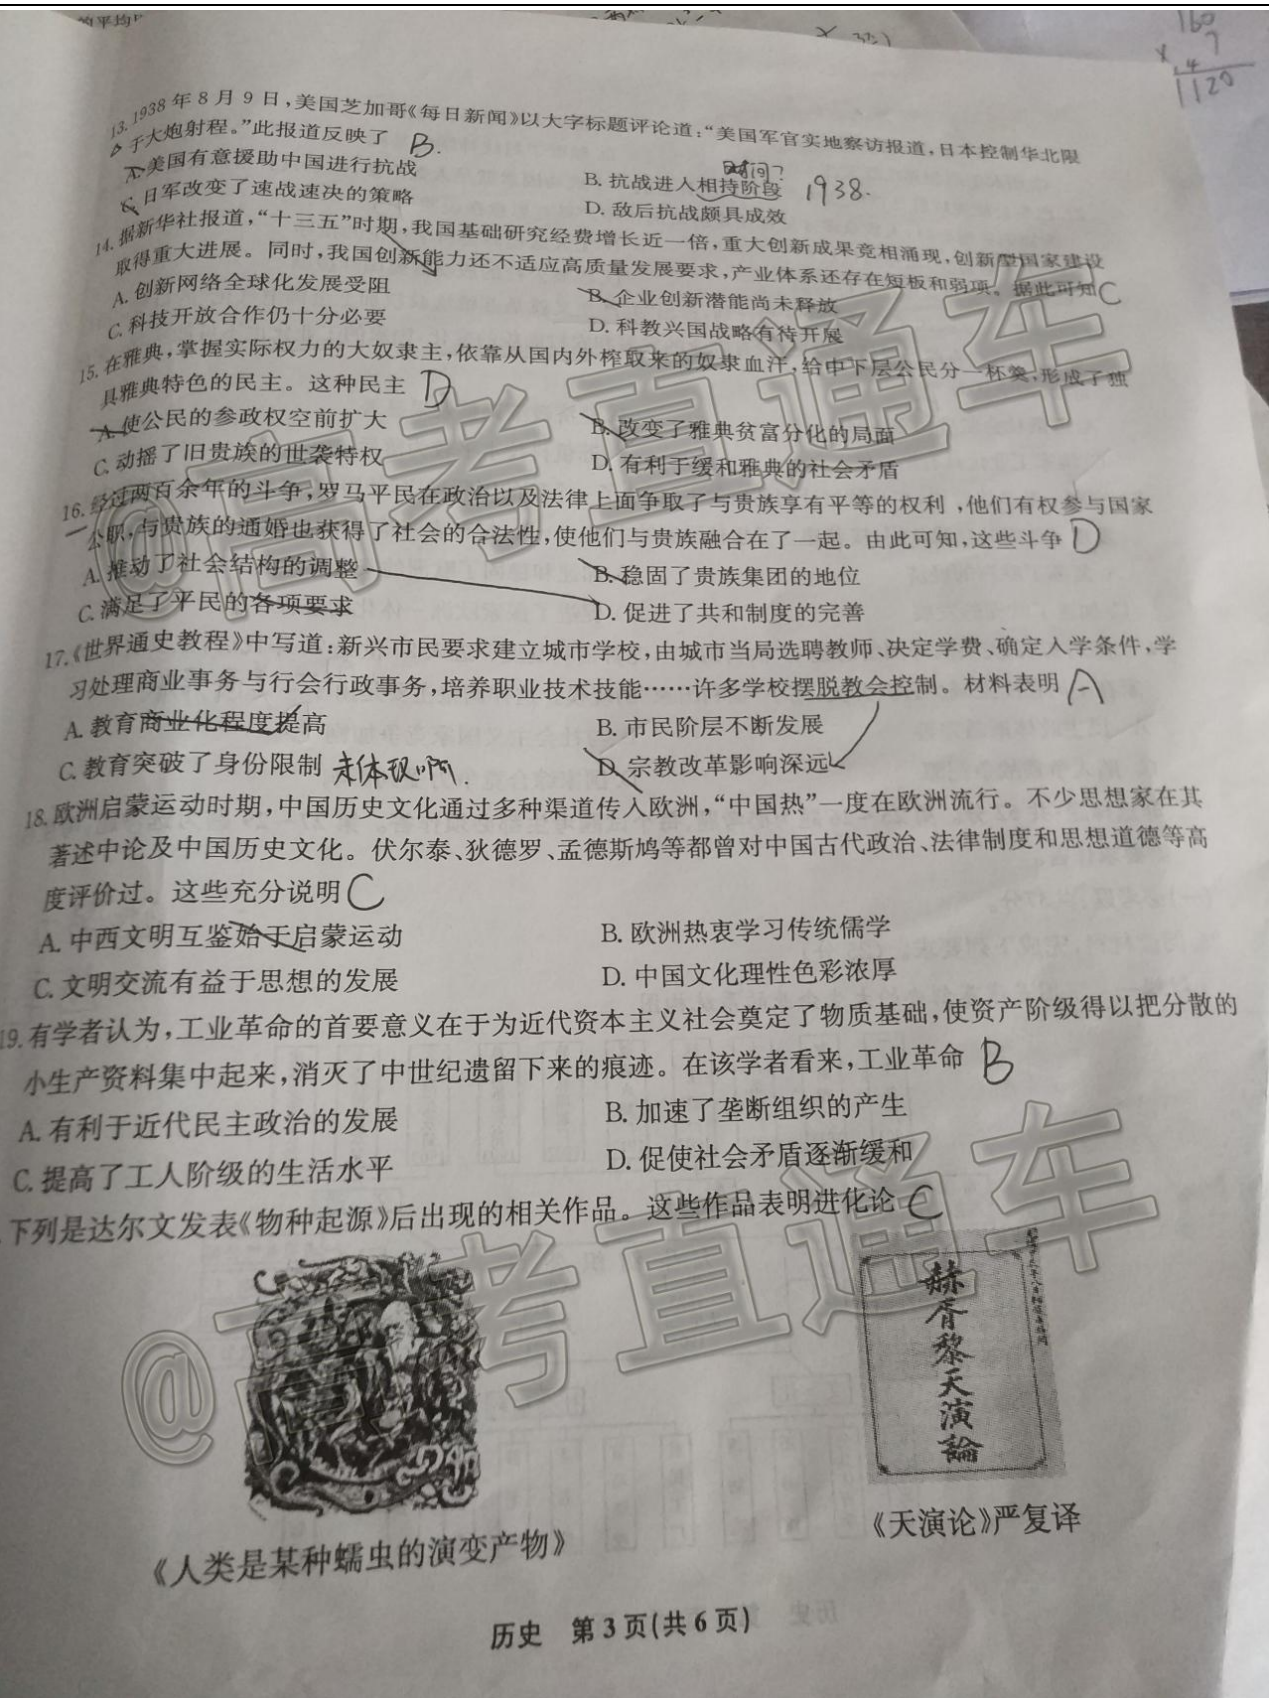 的平均
160
× 7
4
1120
13. 1938年8月9日,美国芝加哥《每日新闻》以大字标题评论道:“美国军官实地察访报道,日本控制华北限
于大炮射程。”此报道反映了 B.
A. 美国有意援助中国进行抗战
时间?
B. 抗战进入相持阶段 1938.
C. 日军改变了速战速决的策略
D. 敌后抗战颇具成效
14. 据新华社报道,“十三五”时期,我国基础研究经费增长近一倍,重大创新成果竞相涌现,创新型国家建设
取得重大进展。同时,我国创新能力还不适应高质量发展要求,产业体系还存在短板和弱项。据此可知 C
A. 创新网络全球化发展受阻
B. 企业创新潜能尚未释放
C. 科技开放合作仍十分必要
D. 科教兴国战略有待开展
15. 在雅典,掌握实际权力的大奴隶主,依靠从国内外榨取来的奴隶血汗,给中下层公民分一杯羹,形成了独
具雅典特色的民主。这种民主 D
A. 使公民的参政权空前扩大
B. 改变了雅典贫富分化的局面
C. 动摇了旧贵族的世袭特权
D. 有利于缓和雅典的社会矛盾
16. 经过两百余年的斗争,罗马平民在政治以及法律上面争取了与贵族享有平等的权利,他们有权参与国家
公职,与贵族的通婚也获得了社会的合法性,使他们与贵族融合在了一起。由此可知,这些斗争 D
A. 推动了社会结构的调整
B. 稳固了贵族集团的地位
C. 满足了平民的各项要求
D. 促进了共和制度的完善
17. 《世界通史教程》中写道:新兴市民要求建立城市学校,由城市当局选聘教师、决定学费、确定入学条件,学
习处理商业事务与行会行政事务,培养职业技术技能……许多学校摆脱教会控制。材料表明 A
A. 教育商业化程度提高
B. 市民阶层不断发展
C. 教育突破了身份限制 未体现啊.
D. 宗教改革影响深远
18. 欧洲启蒙运动时期,中国历史文化通过多种渠道传入欧洲,“中国热”一度在欧洲流行。不少思想家在其
著述中论及中国历史文化。伏尔泰、狄德罗、孟德斯鸠等都曾对中国古代政治、法律制度和思想道德等高
度评价过。这些充分说明 C
A. 中西文明互鉴始于启蒙运动
B. 欧洲热衷学习传统儒学
C. 文明交流有益于思想的发展
D. 中国文化理性色彩浓厚
19. 有学者认为,工业革命的首要意义在于为近代资本主义社会奠定了物质基础,使资产阶级得以把分散的
小生产资料集中起来,消灭了中世纪遗留下来的痕迹。在该学者看来,工业革命 B
A. 有利于近代民主政治的发展
B. 加速了垄断组织的产生
C. 提高了工人阶级的生活水平
D. 促使社会矛盾逐渐缓和
下列是达尔文发表《物种起源》后出现的相关作品。这些作品表明进化论 C
赫胥黎天演論
《人类是某种蠕虫的演变产物》
《天演论》严复译
历史 第3页(共6页)
@高考直通车
@高考直通车